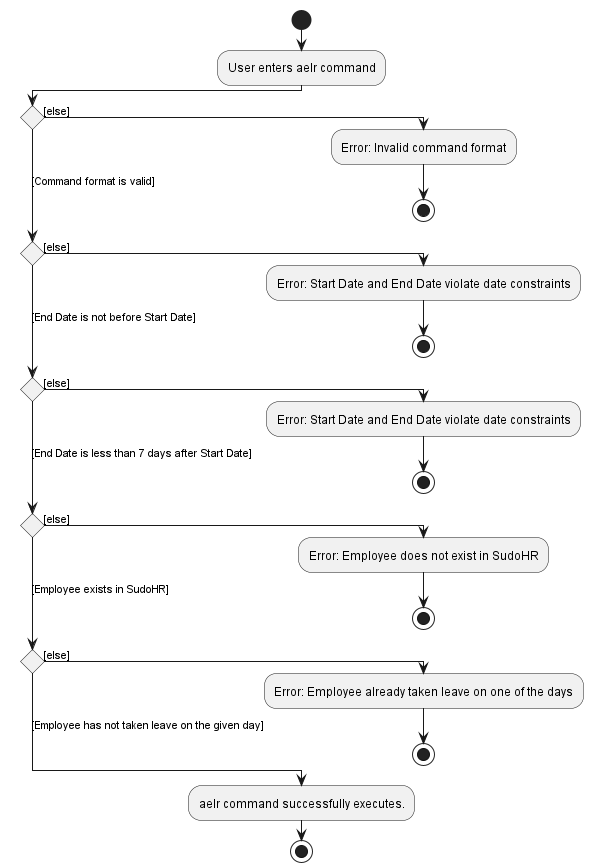 User enters aelr command
[else]
Error: Invalid command format
[Command format is valid]
[else]
Error: Start Date and End Date violate date constraints
[End Date is not before Start Date]
[else]
Error: Start Date and End Date violate date constraints
[End Date is less than 7 days after Start Date]
[else]
Error: Employee does not exist in SudoHR
[Employee exists in SudoHR]
[else]
Error: Employee already taken leave on one of the days
[Employee has not taken leave on the given day]
aelr command successfully executes.